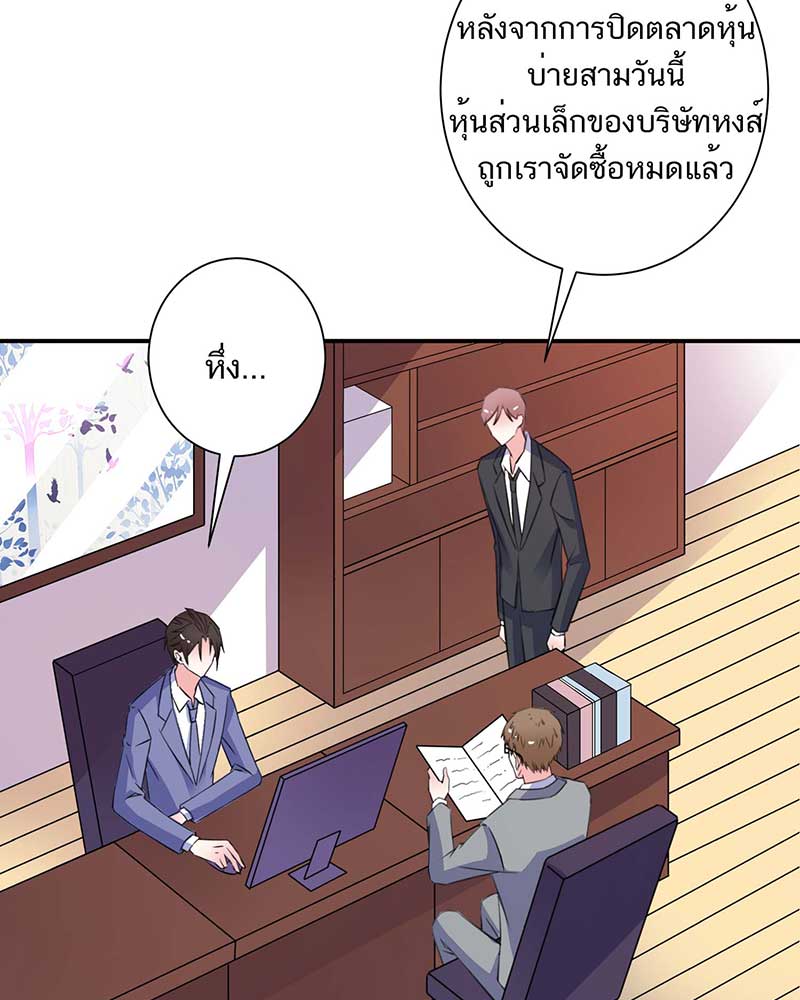 หลังจากการปิดตลาดหุ้น
บ่ายสามวันนี้
หุ้นส่วนเล็กของบริษัทหงส์
ถูกเราจัดซื้อหมดแล้ว
หึ่ง...